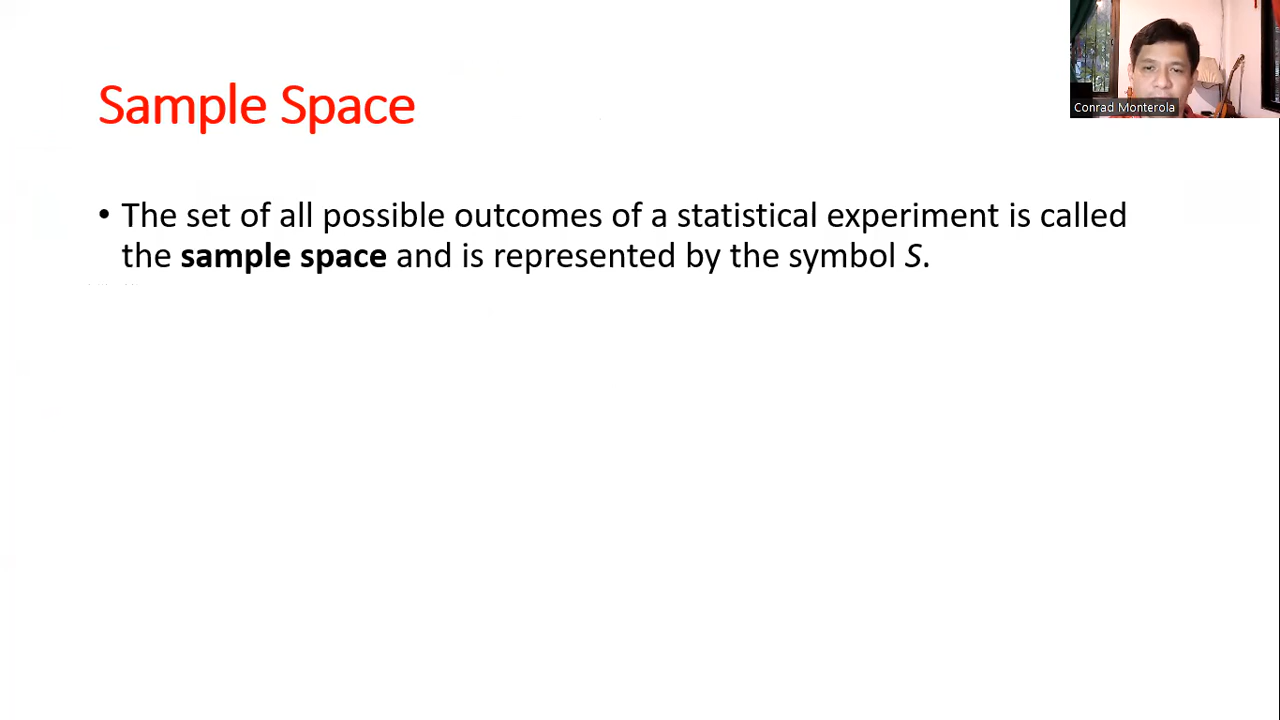 Sample Space
Conrad Monterola
• The set of all possible outcomes of a statistical experiment is called
the sample space and is represented by the symbol S.